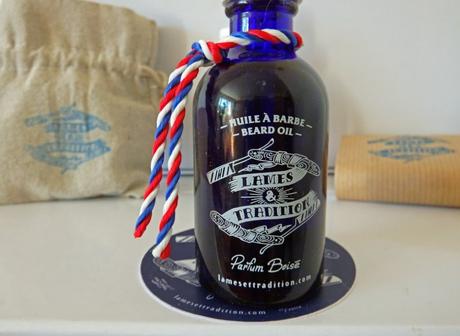 HUILE À BARBE
BEARD OIL
LAMES
&
TRADITION
Parfum Boisé
lamesettradition.com
lamesettradition.com